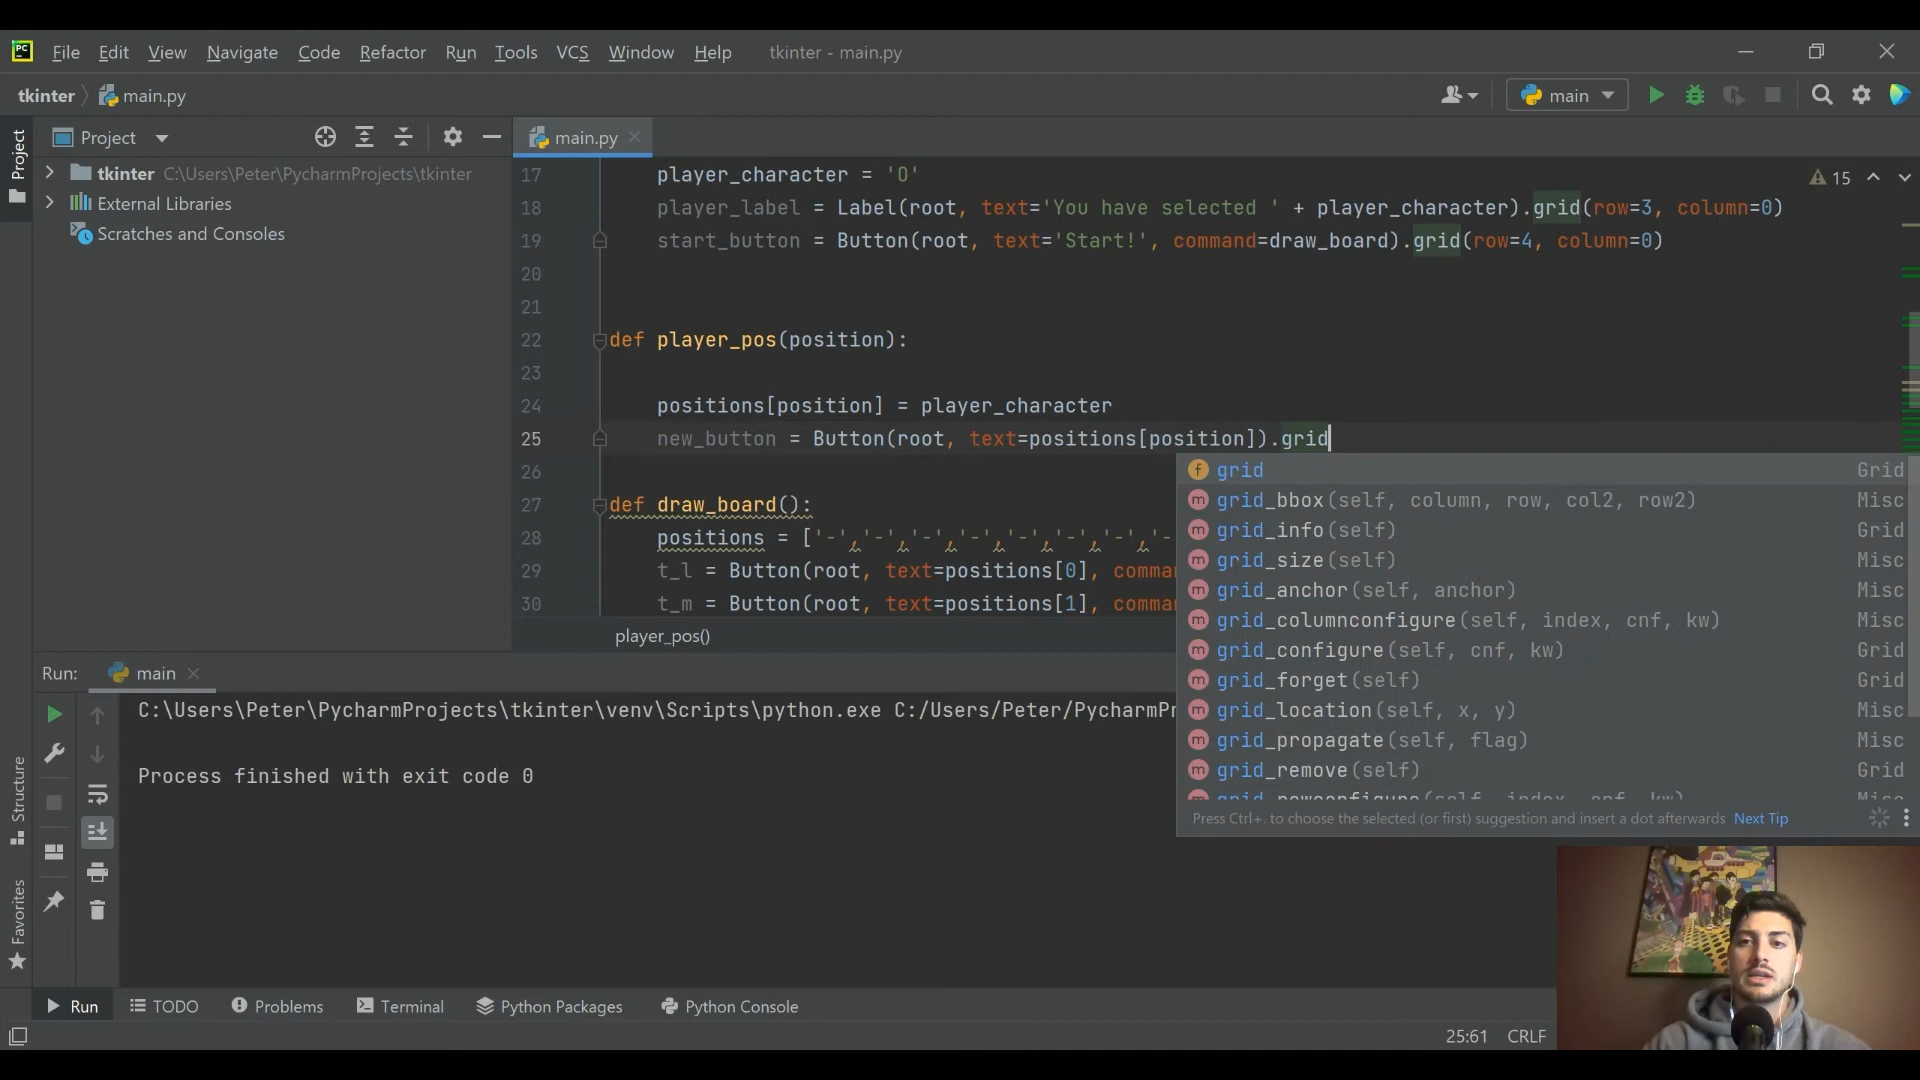 PC File Edit View Navigate Code Refactor Run Tools VCS Window Help tkinter - main.py
tkinter main.py main
Project main.py
Project
tkinter C:\Users\Peter\PycharmProjects\tkinter
External Libraries
Scratches and Consoles
15
17 player_character = 'O'
18 player_label = Label(root, text='You have selected ' + player_character).grid(row=3, column=0)
19 start_button = Button(root, text='Start!', command=draw_board).grid(row=4, column=0)
20
21
22 def player_pos(position):
23
24 positions[position] = player_character
25 new_button = Button(root, text=positions[position]).grid
26
27 def draw_board():
28 positions = ['-','-','-','-','-','-','-','-
29 t_l = Button(root, text=positions[0], comma
30 t_m = Button(root, text=positions[1], comma
player_pos()
grid Grid
grid_bbox(self, column, row, col2, row2) Misc
grid_info(self) Grid
grid_size(self) Misc
grid_anchor(self, anchor) Misc
grid_columnconfigure(self, index, cnf, kw) Misc
grid_configure(self, cnf, kw) Grid
grid_forget(self) Grid
grid_location(self, x, y) Misc
grid_propagate(self, flag) Misc
grid_remove(self) Grid
grid_rowconfigure(self, index, cnf, kw) Misc
Press Ctrl+. to choose the selected (or first) suggestion and insert a dot afterwards Next Tip
Run: main
C:\Users\Peter\PycharmProjects\tkinter\venv\Scripts\python.exe C:/Users/Peter/PycharmPr
Process finished with exit code 0
Structure
Favorites
Run TODO Problems Terminal Python Packages Python Console
25:61 CRLF